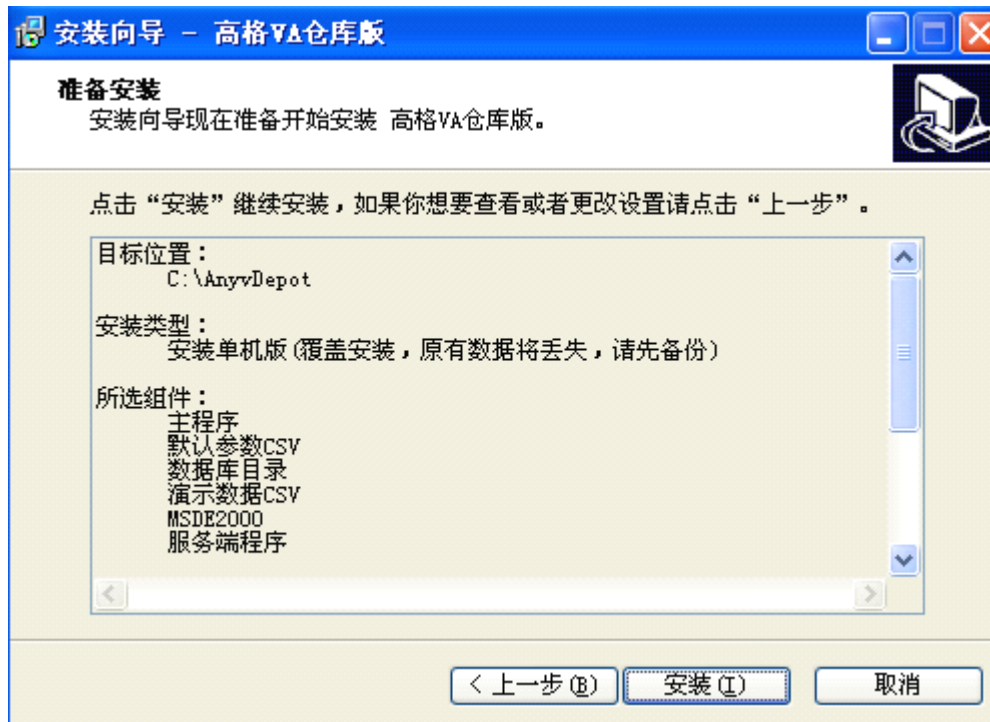 安装向导 - 高格VA仓库版
准备安装
安装向导现在准备开始安装 高格VA仓库版。
点击“安装”继续安装，如果你想要查看或者更改设置请点击“上一步”。
目标位置：
C:\AnyvDepot
安装类型：
安装单机版(覆盖安装，原有数据将丢失，请先备份)
所选组件：
主程序
默认参数CSV
数据库目录
演示数据CSV
MSDE2000
服务端程序
< 上一步(B) 安装(I) 取消